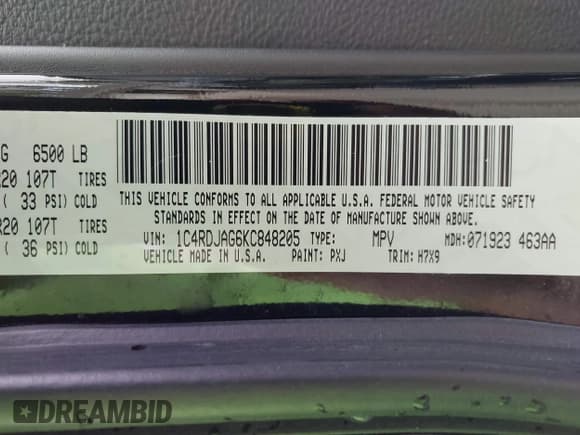 G 6500 LB
R20 107T TIRES
( 33 PSI) COLD
R20 107T TIRES
( 36 PSI) COLD
THIS VEHICLE CONFORMS TO ALL APPLICABLE U.S.A. FEDERAL MOTOR VEHICLE SAFETY
STANDARDS IN EFFECT ON THE DATE OF MANUFACTURE SHOWN ABOVE.
VIN: 1C4RDJAG6KC848205 TYPE: MPV MDH: 071923 463AA
VEHICLE MADE IN U.S.A. PAINT: PXJ TRIM: H7X9
DREAMBID